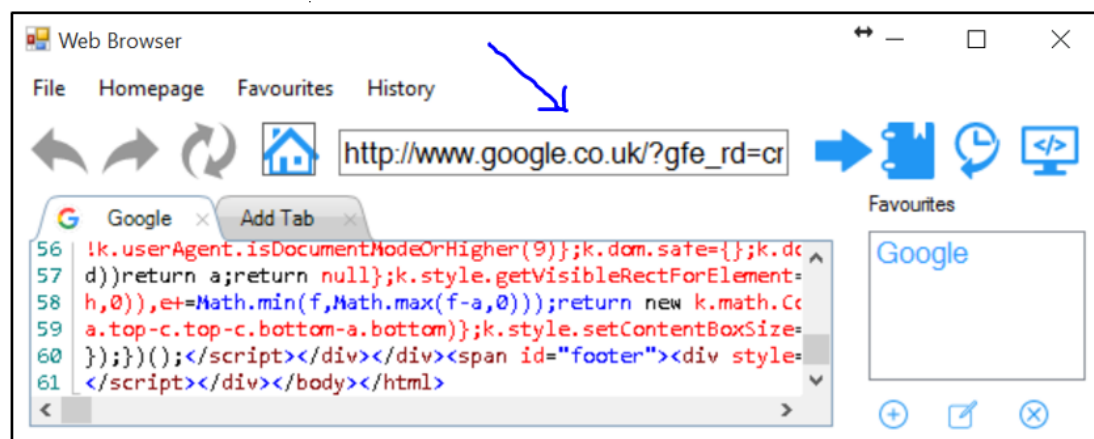 Web Browser
File Homepage Favourites History
http://www.google.co.uk/?gfe_rd=cr
</>
Google Add Tab
Favourites
56 !k.userAgent.isDocumentModeOrHigher(9)};k.dom.safe={};k.dc
57 d))return a;return null};k.style.getVisibleRectForElement=
58 h,0)),e+=Math.min(f,Math.max(f-a,0)));return new k.math.Cc
59 a.top-c.top-c.bottom-a.bottom)};k.style.setContentBoxSize=
60 });})();</script></div></div><span id="footer"><div style=
61 </script></div></body></html>
Google